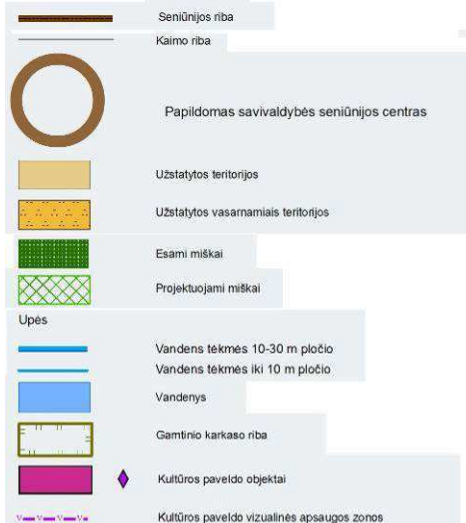 Seniūnijos riba
Kaimo riba
Papildomas savivaldybės seniūnijos centras
Užstatytos teritorijos
Užstatytos vasarnamiais teritorijos
Esami miškai
Projektuojami miškai
Upės
Vandens tėkmės 10-30 m pločio
Vandens tėkmės iki 10 m pločio
Vandenys
Gamtinio karkaso riba
Kultūros paveldo objektai
Kultūros paveldo vizualinės apsaugos zonos